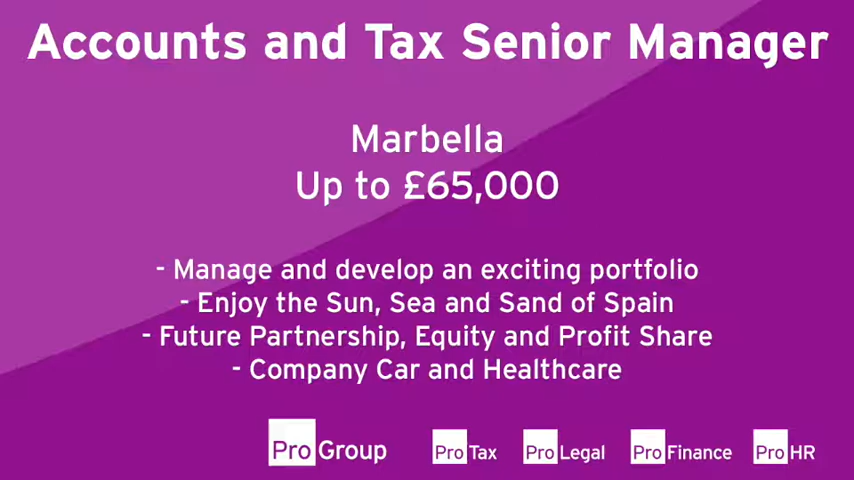 Accounts and Tax Senior Manager
Marbella
Up to £65,000
- Manage and develop an exciting portfolio
- Enjoy the Sun, Sea and Sand of Spain
- Future Partnership, Equity and Profit Share
- Company Car and Healthcare
Pro Group Pro Tax Pro Legal Pro Finance Pro HR